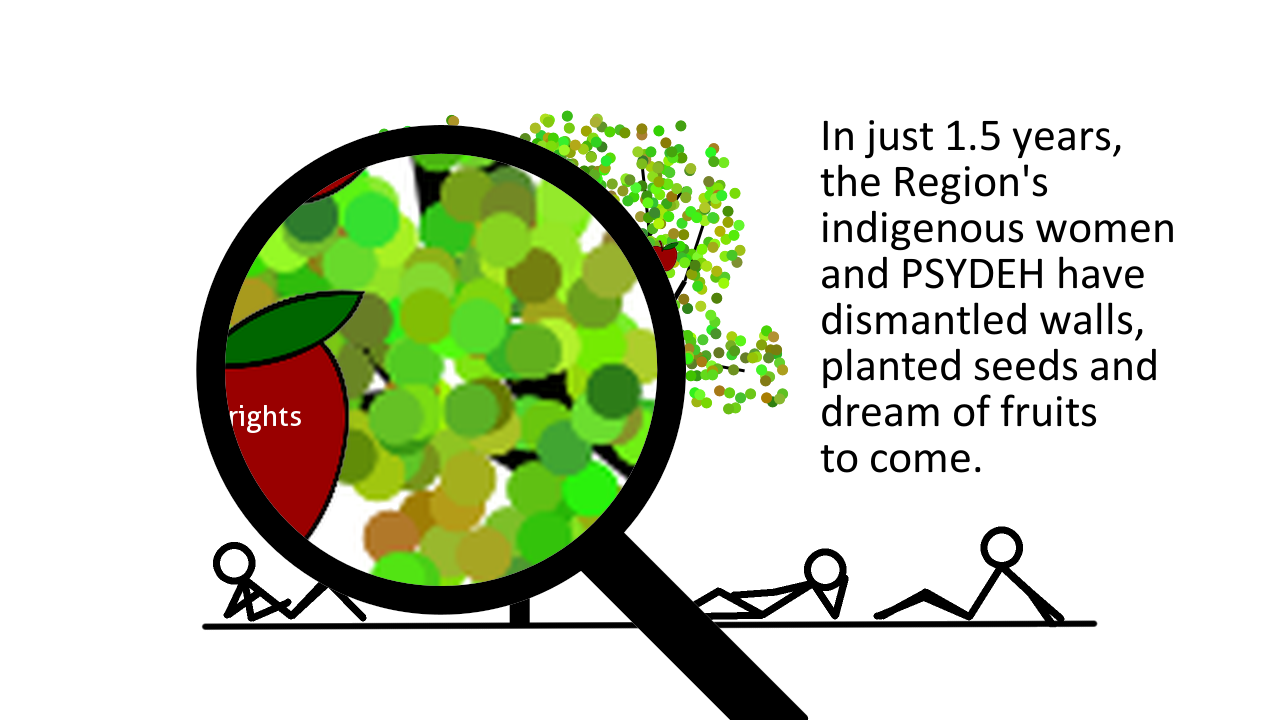 In just 1.5 years,
the Region's
indigenous women
and PSYDEH have
dismantled walls,
planted seeds and
dream of fruits
to come.
rights